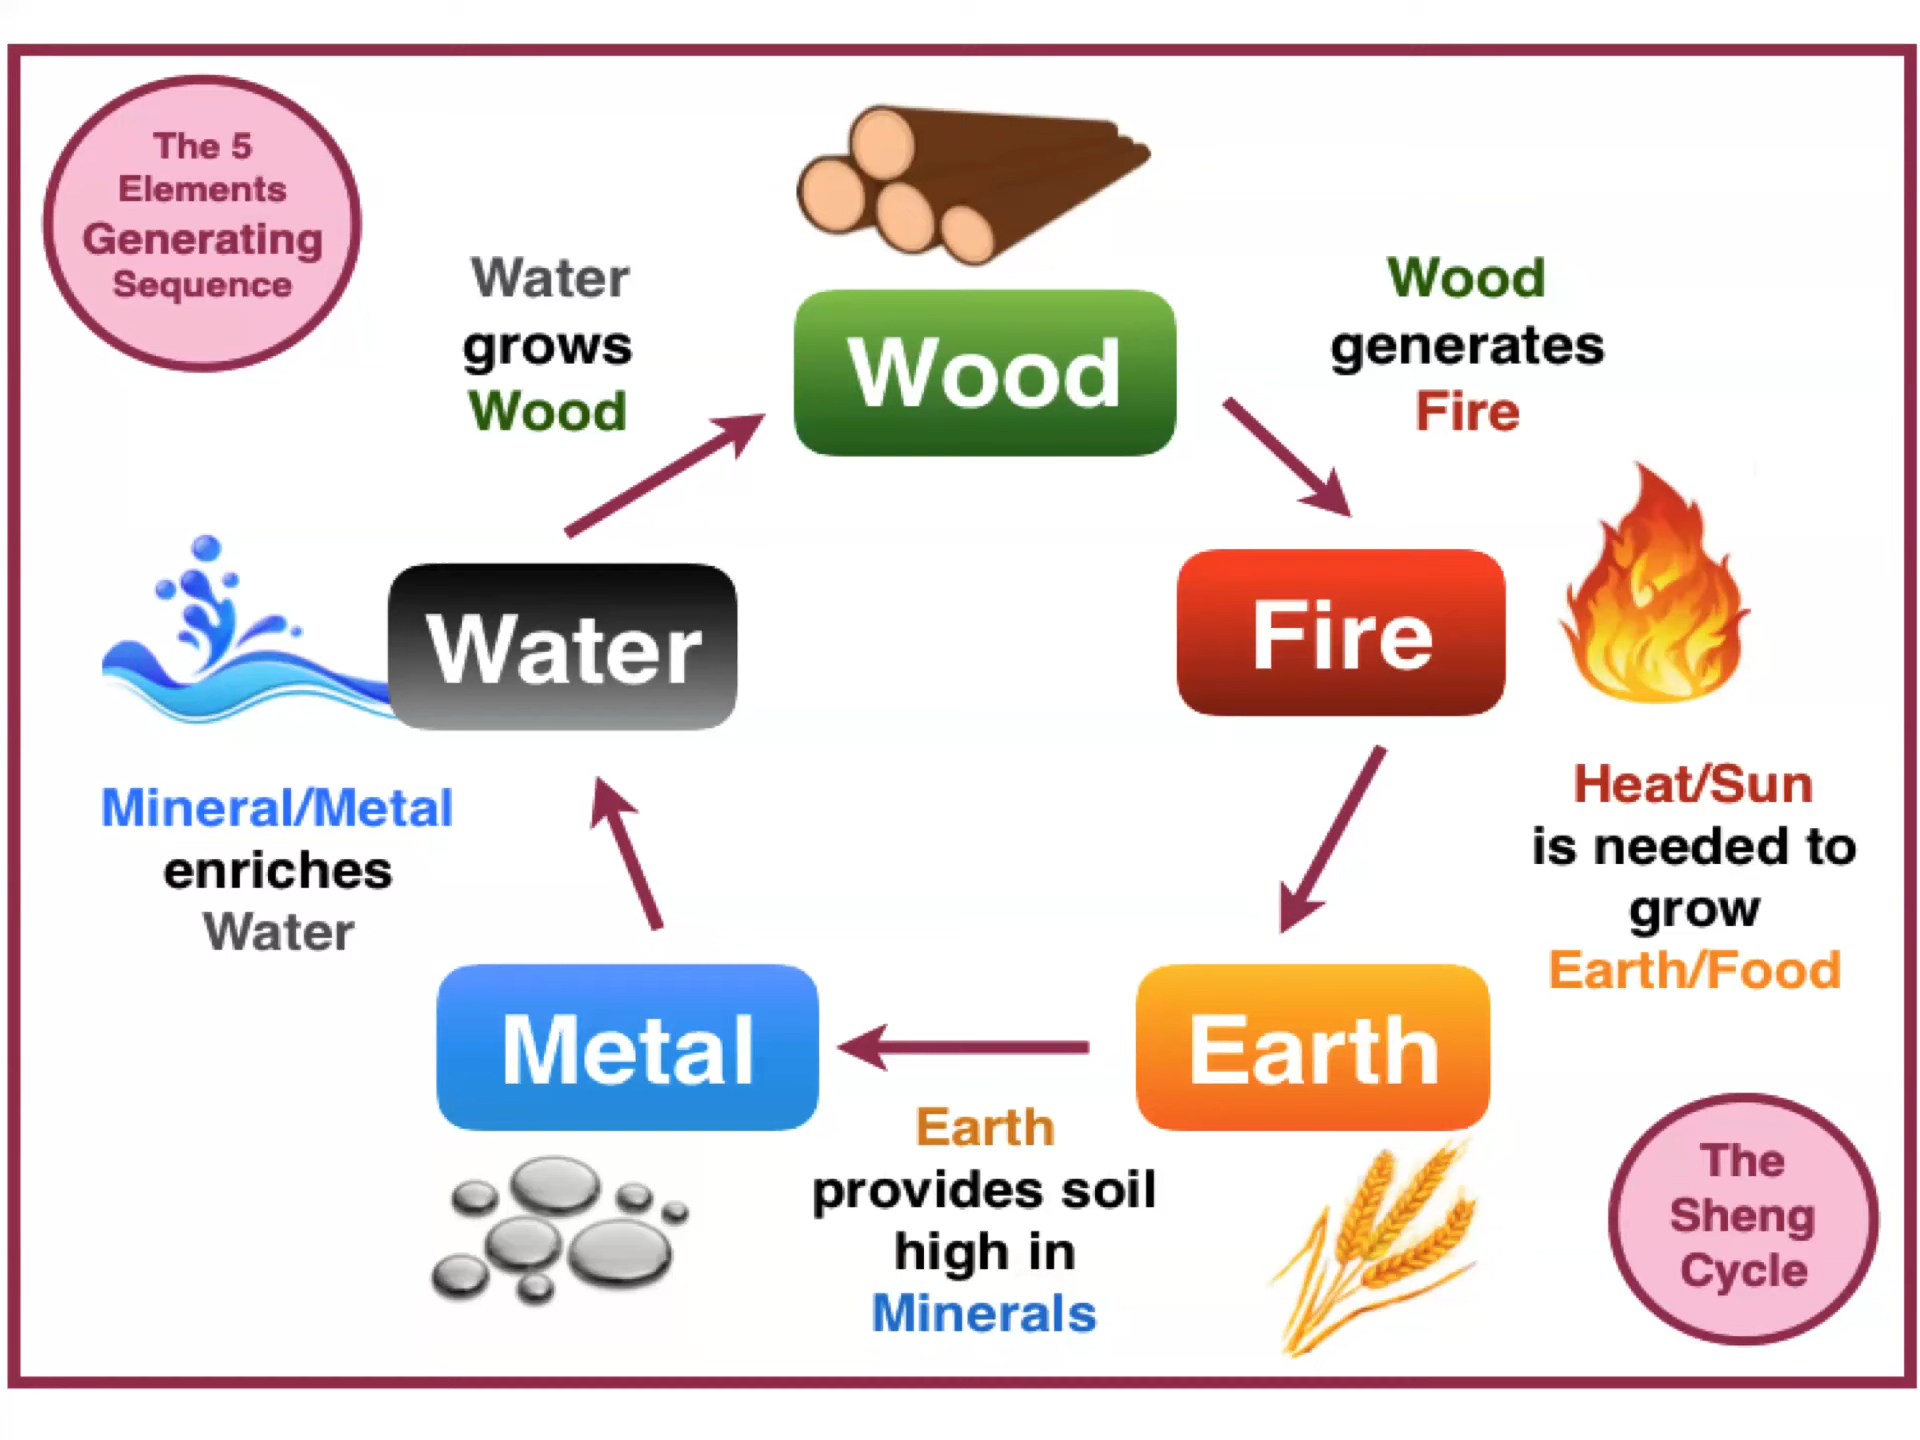 The 5
Elements
Generating
Sequence
Water
grows
Wood
Wood
Wood
generates
Fire
Water
Fire
Mineral/Metal
enriches
Water
Heat/Sun
is needed to
grow
Earth/Food
Metal
Earth
Earth
provides soil
high in
Minerals
The
Sheng
Cycle